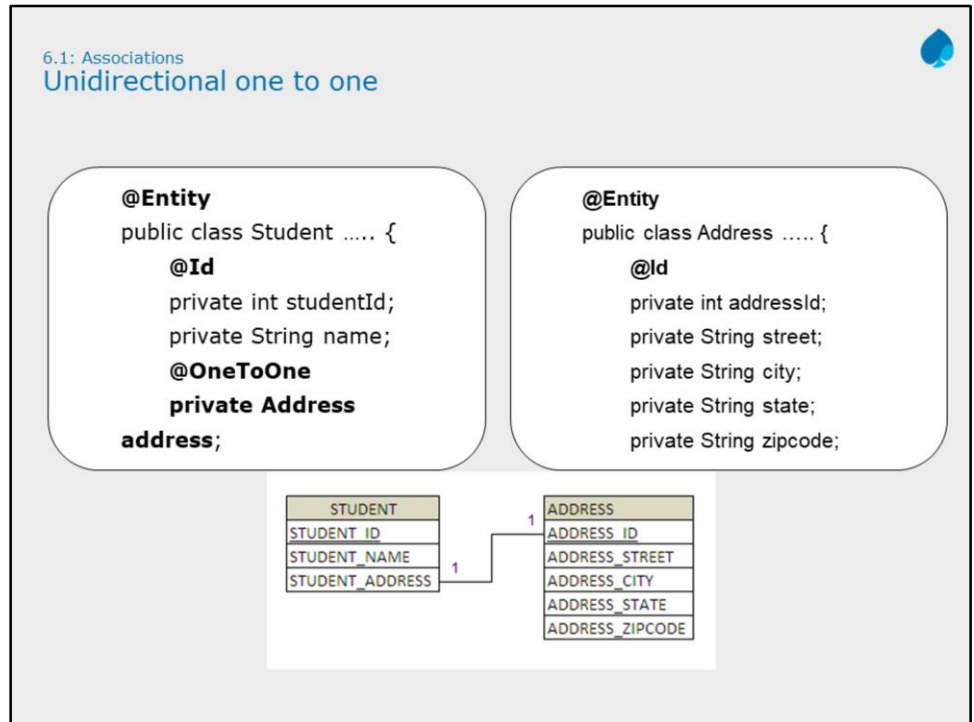 6.1: Associations
Unidirectional one to one
@Entity
public class Student ….. {
@Id
private int studentId;
private String name;
@OneToOne
private Address
address;
@Entity
public class Address ….. {
@Id
private int addressId;
private String street;
private String city;
private String state;
private String zipcode;
STUDENT
STUDENT_ID
STUDENT_NAME
STUDENT_ADDRESS
1
1
ADDRESS
ADDRESS_ID
ADDRESS_STREET
ADDRESS_CITY
ADDRESS_STATE
ADDRESS_ZIPCODE